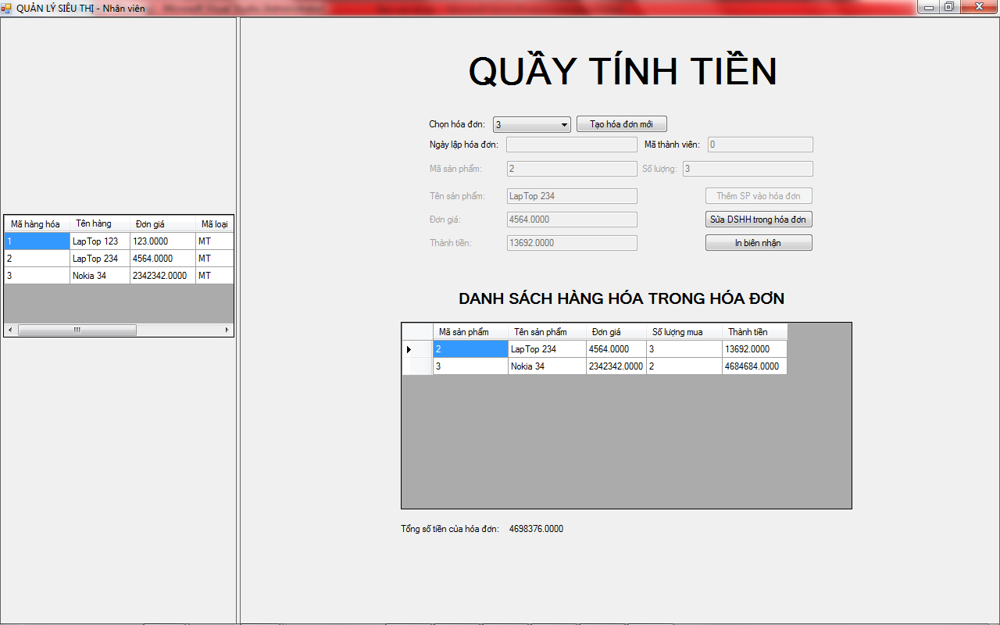 QUẢN LÝ SIÊU THỊ - Nhân viên
QUẦY TÍNH TIỀN
Chọn hóa đơn: 3 Tạo hóa đơn mới
Ngày lập hóa đơn: Mã thành viên: 0
Mã sản phẩm: 2 Số lượng: 3
Tên sản phẩm: LapTop 234 Thêm SP vào hóa đơn
Đơn giá: 4564.0000 Sửa DSHH trong hóa đơn
Thành tiền: 13692.0000 In biên nhận
Mã hàng hóa Tên hàng Đơn giá Mã loại
1 LapTop 123 123.0000 MT
2 LapTop 234 4564.0000 MT
3 Nokia 34 2342342.0000 MT
DANH SÁCH HÀNG HÓA TRONG HÓA ĐƠN
Mã sản phẩm Tên sản phẩm Đơn giá Số lượng mua Thành tiền
2 LapTop 234 4564.0000 3 13692.0000
3 Nokia 34 2342342.0000 2 4684684.0000
Tổng số tiền của hóa đơn: 4698376.0000